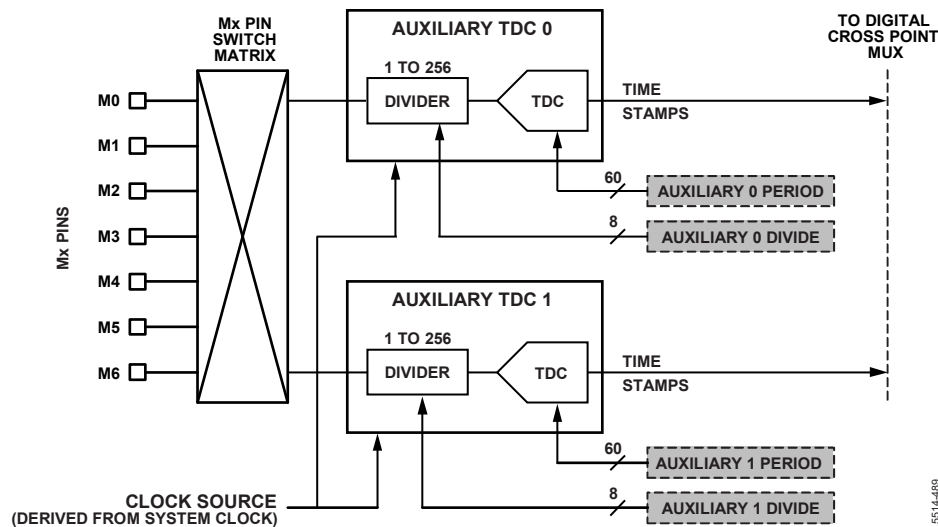 Mx PIN
SWITCH
MATRIX
AUXILIARY TDC 0
TO DIGITAL
CROSS POINT
MUX
1 TO 256
DIVIDER
TDC
TIME
STAMPS
Mx PINS
M0
M1
M2
M3
M4
M5
M6
60
AUXILIARY 0 PERIOD
8
AUXILIARY 0 DIVIDE
AUXILIARY TDC 1
1 TO 256
DIVIDER
TDC
TIME
STAMPS
60
AUXILIARY 1 PERIOD
8
AUXILIARY 1 DIVIDE
CLOCK SOURCE
(DERIVED FROM SYSTEM CLOCK)
5514-489